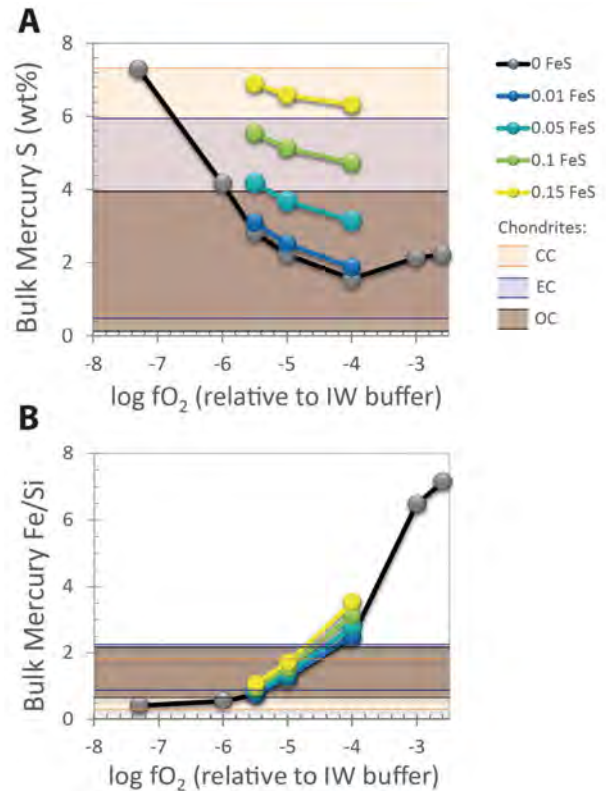 A
8
6
4
2
0
Bulk Mercury S (wt%)
-8 -7 -6 -5 -4 -3
log fO₂ (relative to IW buffer)
0 FeS
0.01 FeS
0.05 FeS
0.1 FeS
0.15 FeS
Chondrites:
CC
EC
OC
B
8
6
4
2
0
Bulk Mercury Fe/Si
-8 -7 -6 -5 -4 -3
log fO₂ (relative to IW buffer)